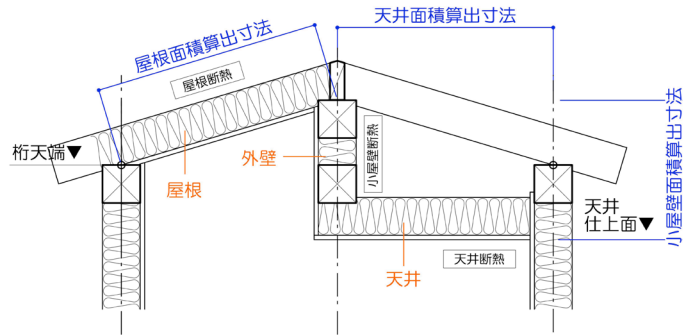 天井面積算出寸法
屋根面積算出寸法
屋根断熱
桁天端▼
外壁
小屋壁断熱
小屋壁面積算出寸法
屋根
天井
仕上面▼
天井断熱
天井